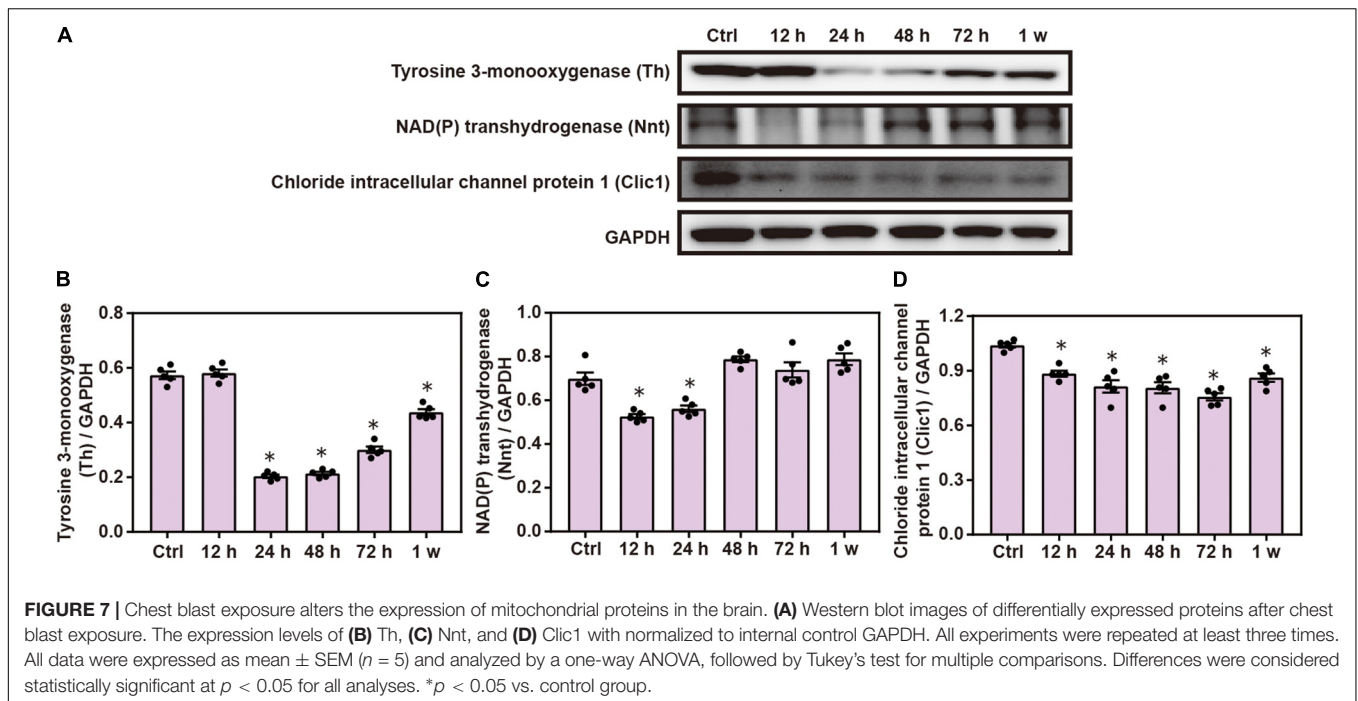 A
Ctrl 12 h 24 h 48 h 72 h 1 w
Tyrosine 3-monooxygenase (Th)
NAD(P) transhydrogenase (Nnt)
Chloride intracellular channel protein 1 (Clic1)
GAPDH
B
Tyrosine 3-monooxygenase
(Th) / GAPDH
0.8
0.6
0.4
0.2
0.0
* * * *
Ctrl 12 h 24 h 48 h 72 h 1 w
C
NAD(P) transhydrogenase
(Nnt) / GAPDH
1.0
0.8
0.6
0.4
0.2
0.0
* *
Ctrl 12 h 24 h 48 h 72 h 1 w
D
Chloride intracellular channel
protein 1 (Clic1) / GAPDH
1.2
0.9
0.6
0.3
0.0
* * * * *
Ctrl 12 h 24 h 48 h 72 h 1 w
FIGURE 7 | Chest blast exposure alters the expression of mitochondrial proteins in the brain. (A) Western blot images of differentially expressed proteins after chest
blast exposure. The expression levels of (B) Th, (C) Nnt, and (D) Clic1 with normalized to internal control GAPDH. All experiments were repeated at least three times.
All data were expressed as mean ± SEM (n = 5) and analyzed by a one-way ANOVA, followed by Tukey's test for multiple comparisons. Differences were considered
statistically significant at p < 0.05 for all analyses. *p < 0.05 vs. control group.